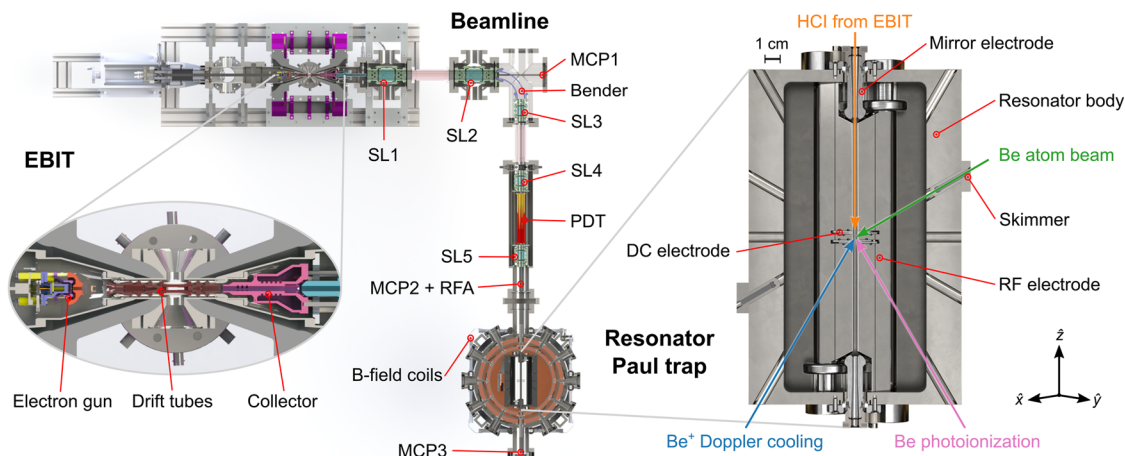 Beamline
EBIT
SL1
SL2
MCP1
Bender
SL3
SL4
PDT
SL5
MCP2 + RFA
B-field coils
MCP3
Electron gun
Drift tubes
Collector
Resonator
Paul trap
1 cm
HCI from EBIT
Mirror electrode
Resonator body
Be atom beam
Skimmer
DC electrode
RF electrode
Be⁺ Doppler cooling
Be photoionization
ẑ
x̂
ŷ